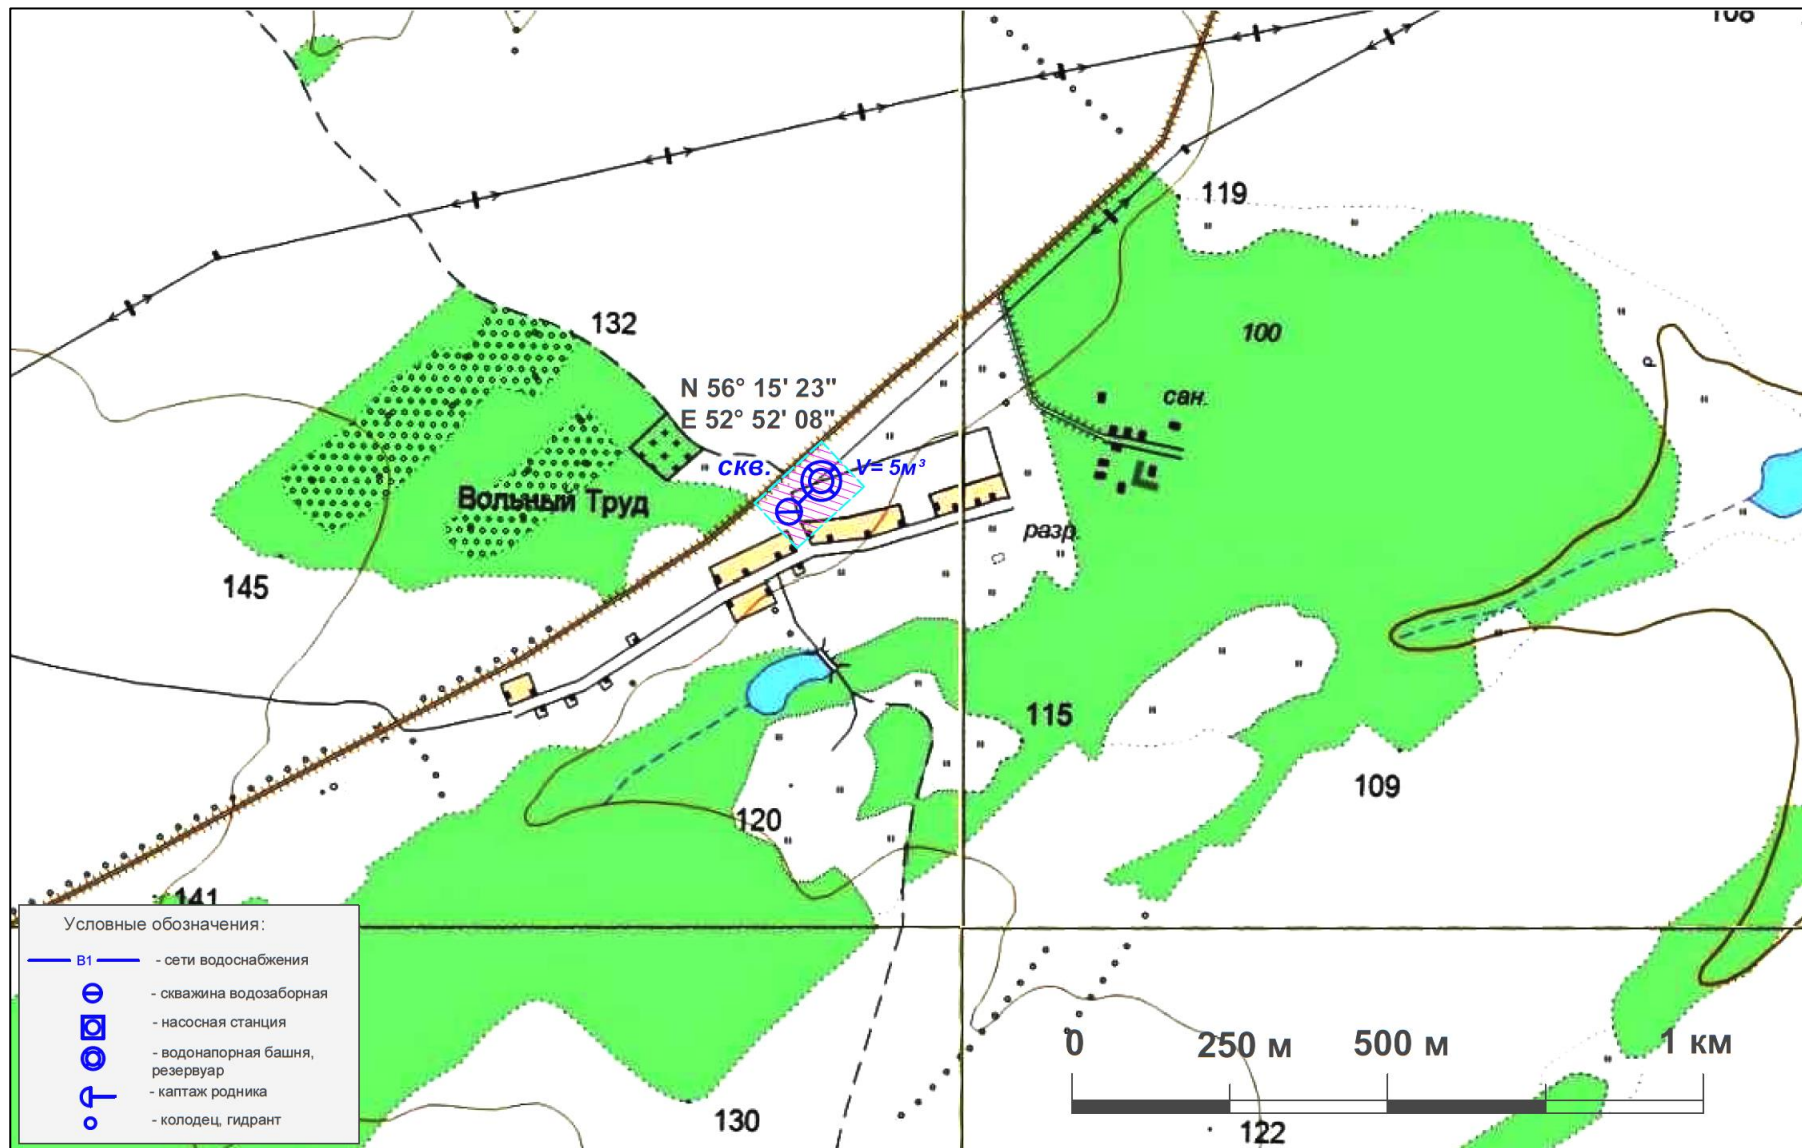 108
119
132
100
N 56° 15' 23"
E 52° 52' 08"
сан.
скв.
V= 5м³
Вольный Труд
разр.
145
115
109
120
141
Условные обозначения:
В1
- сети водоснабжения
- скважина водозаборная
- насосная станция
- водонапорная башня,
резервуар
- каптаж родника
- колодец, гидрант
0
250 м
500 м
1 км
130
122